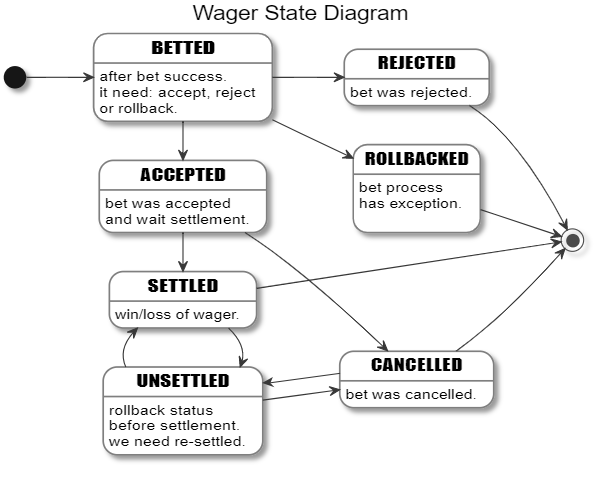 Wager State Diagram
BETTED
after bet success.
it need: accept, reject
or rollback.
REJECTED
bet was rejected.
ACCEPTED
bet was accepted
and wait settlement.
ROLLBACKED
bet process
has exception.
SETTLED
win/loss of wager.
CANCELLED
bet was cancelled.
UNSETTLED
rollback status
before settlement.
we need re-settled.